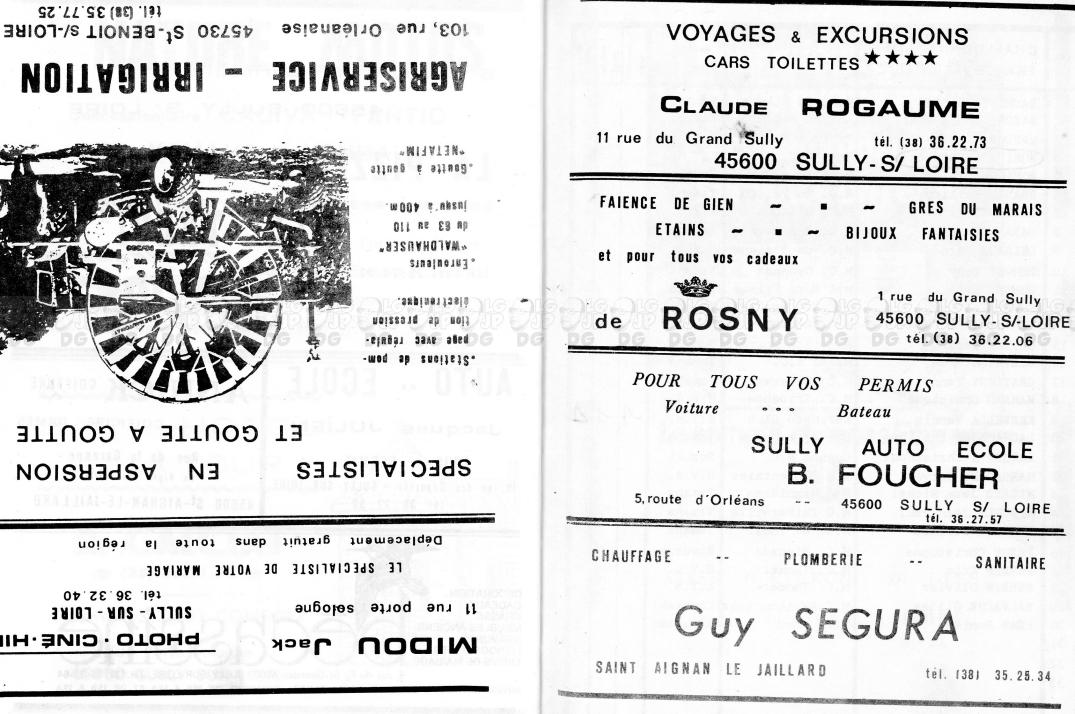 MIDOU Jack
PHOTO·CINÉ·HI
11 rue porte sologne
SULLY - SUR - LOIRE
tél. 36.32.40
LE SPECIALISTE DE VOTRE MARIAGE
Déplacement gratuit dans toute la région
SPECIALISTES EN ASPERSION
ET GOUTTE A GOUTTE
.Stations de pom-
page avec régula-
tion de pression
électronique.
.Enrouleurs
"WALDHAUSER"
du 63 au 110
jusqu'à 400m.
.Goutte à goutte
"NETAFIM"
AGRISERVICE - IRRIGATION
103, rue Orléanaise 45730 St-BENOIT S/-LOIRE
tél. (38) 35.77.25
VOYAGES & EXCURSIONS
CARS TOILETTES ★★★★
CLAUDE ROGAUME
11 rue du Grand Sully tél. (38) 36.22.73
45600 SULLY-S/ LOIRE
FAIENCE DE GIEN ~ ▪ ~ GRES DU MARAIS
ETAINS ~ ▪ ~ BIJOUX FANTAISIES
et pour tous vos cadeaux
de ROSNY
1 rue du Grand Sully
45600 SULLY-S/-LOIRE
tél. (38) 36.22.06
POUR TOUS VOS PERMIS
Voiture --- Bateau
SULLY AUTO ECOLE
B. FOUCHER
5, route d'Orléans -- 45600 SULLY S/ LOIRE
tél. 36.27.57
CHAUFFAGE -- PLOMBERIE -- SANITAIRE
Guy SEGURA
SAINT AIGNAN LE JAILLARD tél. (38) 35.25.34